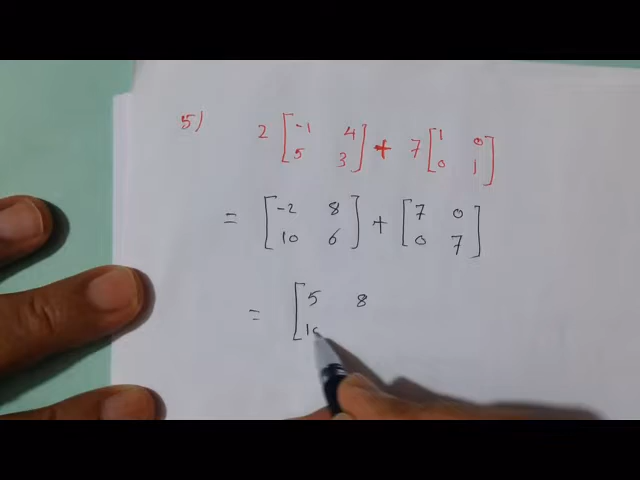 5) 2 [-1 4; 5 3] + 7 [1 0; 0 1]
= [-2 8; 10 6] + [7 0; 0 7]
= [5 8; 10